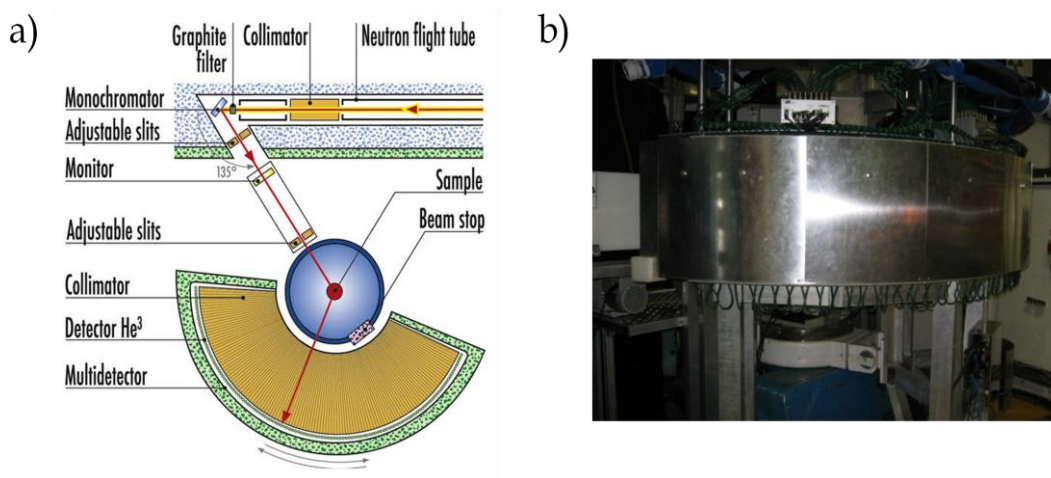 a)
b)
Graphite
filter
Collimator
Neutron flight tube
Monochromator
Adjustable slits
135°
Monitor
Sample
Beam stop
Adjustable slits
Collimator
Detector He³
Multidetector